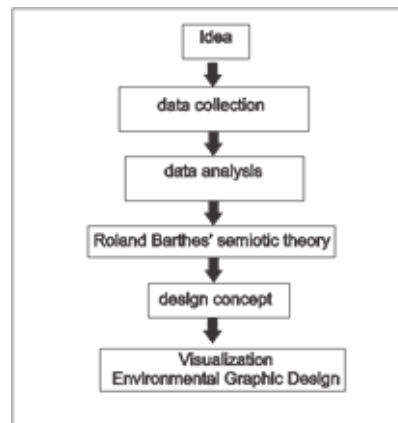 Idea
data collection
data analysis
Roland Barthes' semiotic theory
design concept
Visualization
Environmental Graphic Design